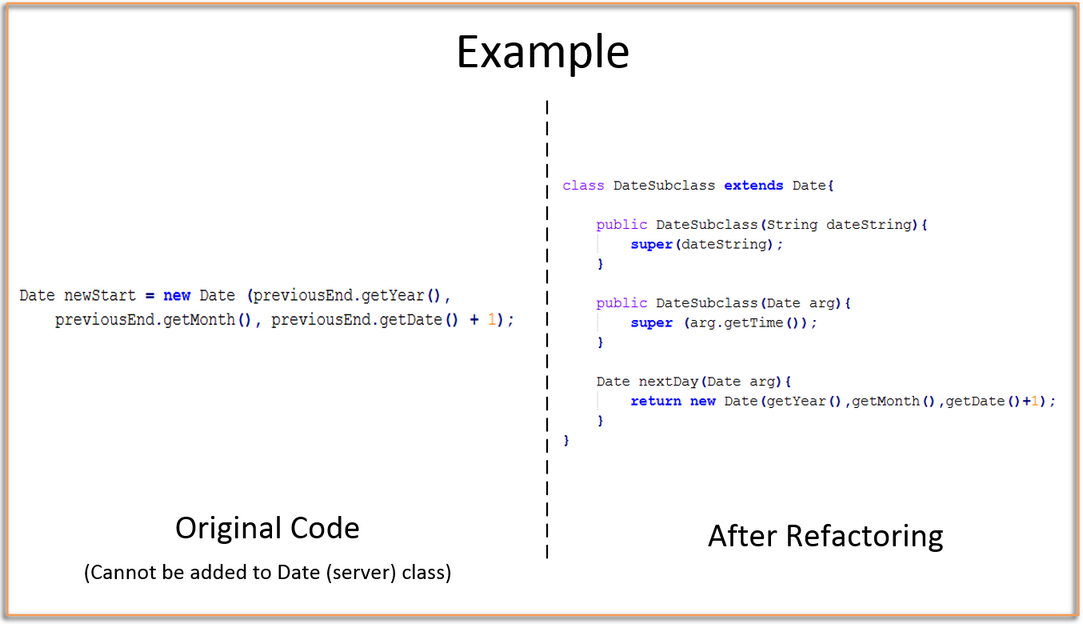 Example
Date newStart = new Date (previousEnd.getYear(),
previousEnd.getMonth(), previousEnd.getDate() + 1);
Original Code
(Cannot be added to Date (server) class)
class DateSubclass extends Date{
public DateSubclass(String dateString){
super(dateString);
}
public DateSubclass(Date arg){
super (arg.getTime());
}
Date nextDay(Date arg){
return new Date(getYear(),getMonth(),getDate()+1);
}
}
After Refactoring